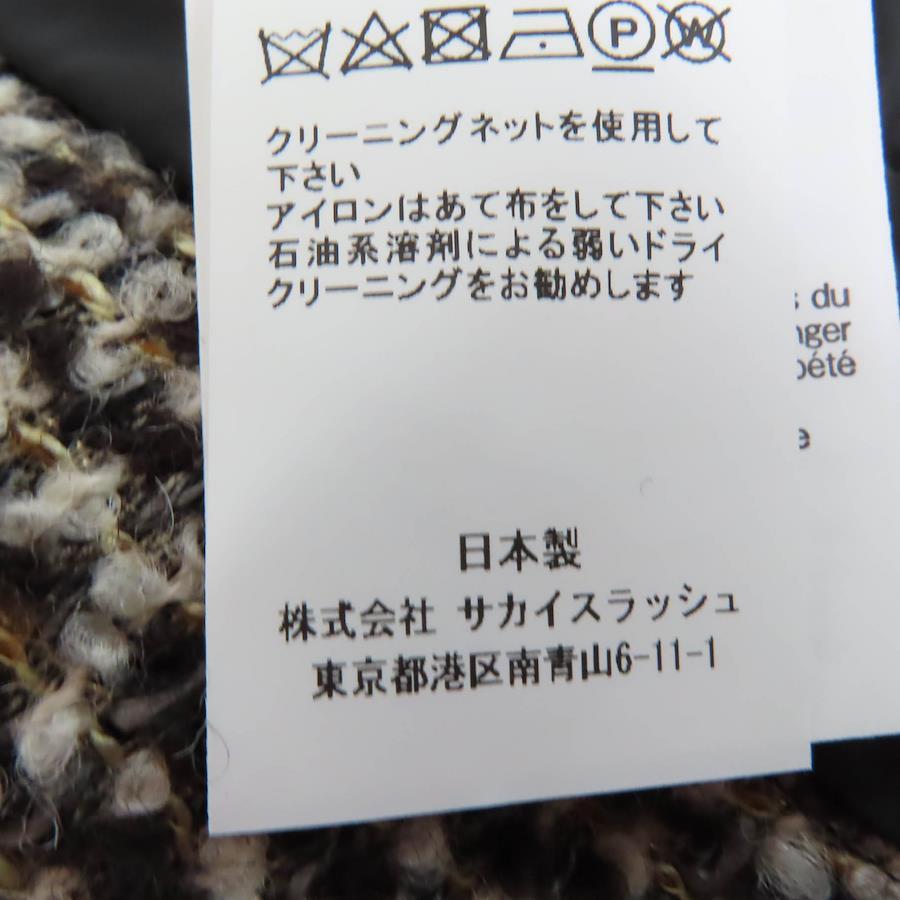 P W
クリーニングネットを使用して
下さい
アイロンはあて布をして下さい
石油系溶剤による弱いドライ
クリーニングをお勧めします
du
日本製
株式会社 サカイスラッシュ
東京都港区南青山6-11-1